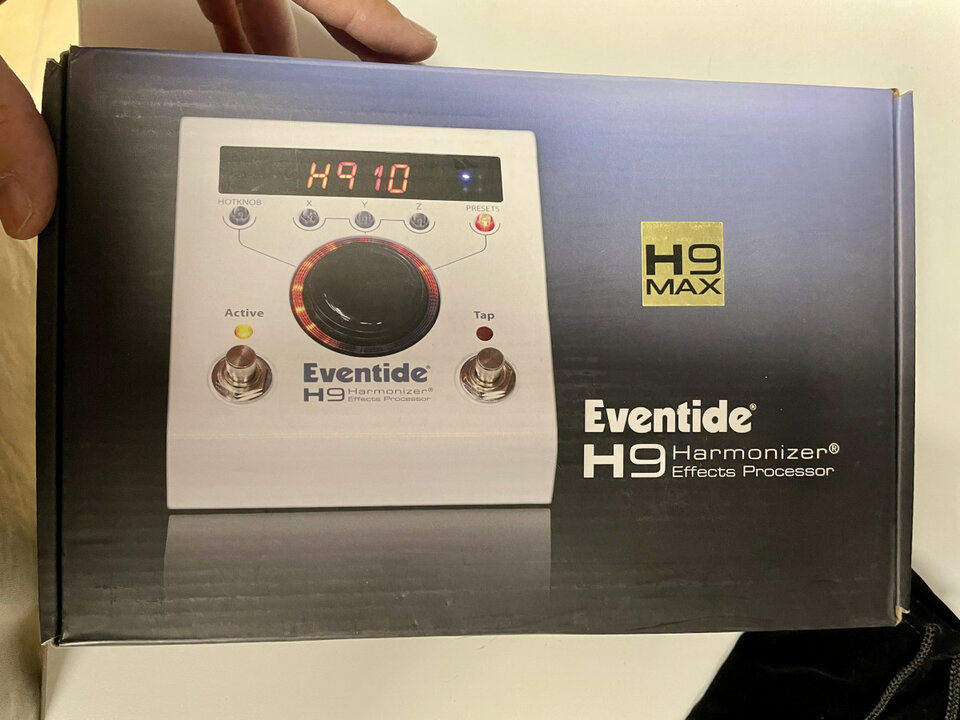 H910
HOTKNOB X Y Z PRESETS
Active
Tap
Eventide®
H9 Harmonizer®
Effects Processor
H9
MAX
Eventide®
H9 Harmonizer®
Effects Processor